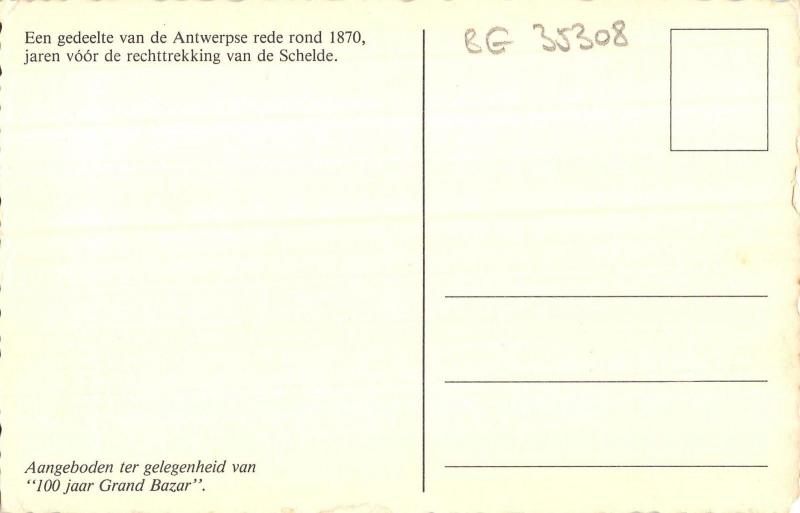 Een gedeelte van de Antwerpse rede rond 1870,
jaren vóór de rechttrekking van de Schelde.
BG 35308
Aangeboden ter gelegenheid van
"100 jaar Grand Bazar".